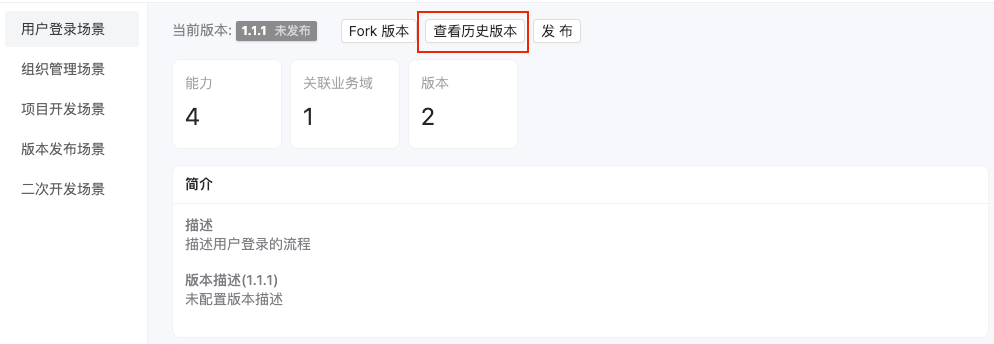 用户登录场景
组织管理场景
项目开发场景
版本发布场景
二次开发场景
当前版本: 1.1.1 未发布 Fork 版本 查看历史版本 发 布
能力 关联业务域 版本
4 1 2
简介
描述
描述用户登录的流程
版本描述(1.1.1)
未配置版本描述